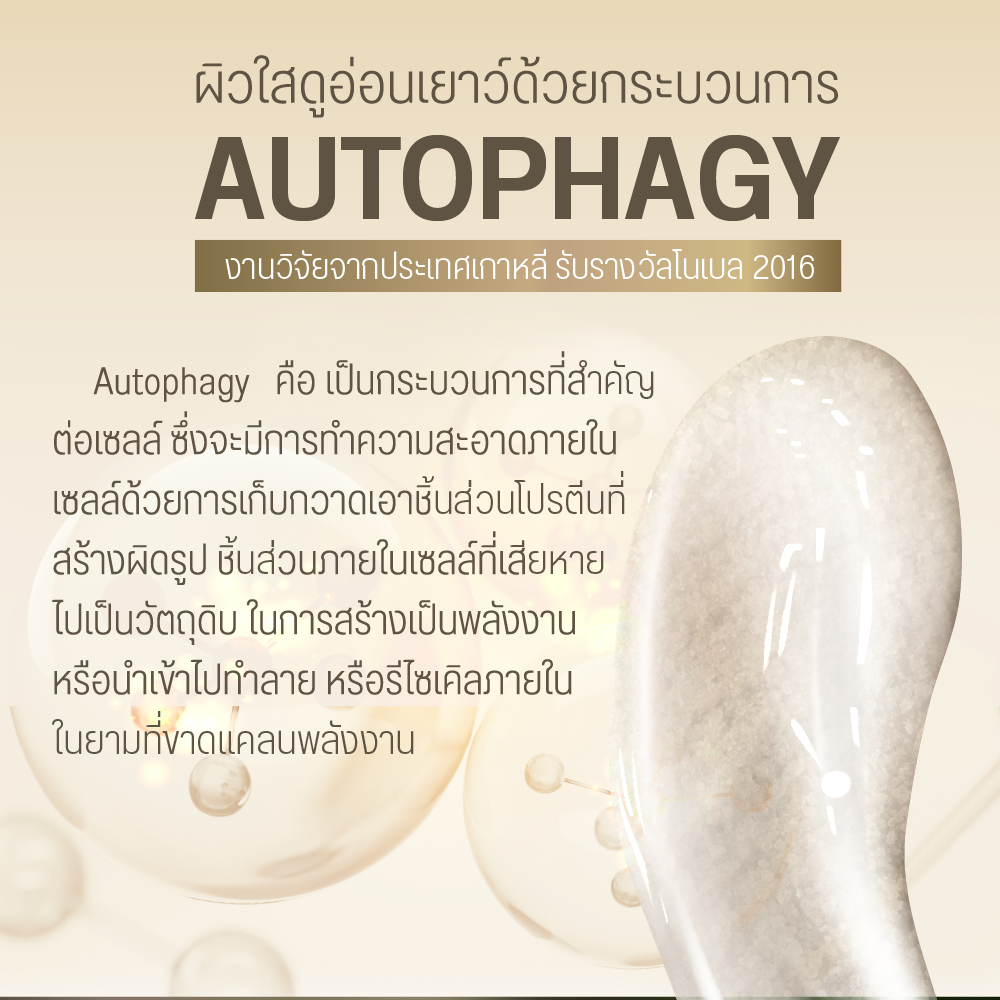 ผิวใสดูอ่อนเยาว์ด้วยกระบวนการ
AUTOPHAGY
งานวิจัยจากประเทศเกาหลี รับรางวัลโนเบล 2016
Autophagy คือ เป็นกระบวนการที่สำคัญ
ต่อเซลล์ ซึ่งจะมีการทำความสะอาดภายใน
เซลล์ด้วยการเก็บกวาดเอาชิ้นส่วนโปรตีนที่
สร้างผิดรูป ชิ้นส่วนภายในเซลล์ที่เสียหาย
ไปเป็นวัตถุดิบ ในการสร้างเป็นพลังงาน
หรือนำเข้าไปทำลาย หรือรีไซเคิลภายใน
ในยามที่ขาดแคลนพลังงาน